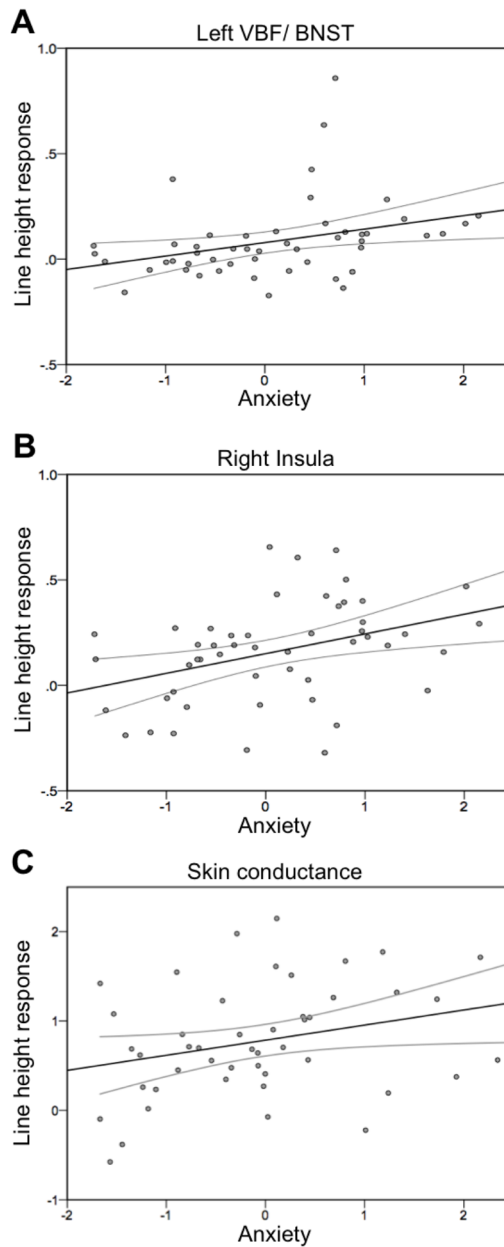 A
Left VBF/ BNST
1.0
.5
.0
-.5
Line height response
-2 -1 0 1 2
Anxiety
B
Right Insula
1.0
.5
.0
-.5
Line height response
-2 -1 0 1 2
Anxiety
C
Skin conductance
2
1
0
-1
Line height response
-2 -1 0 1 2
Anxiety